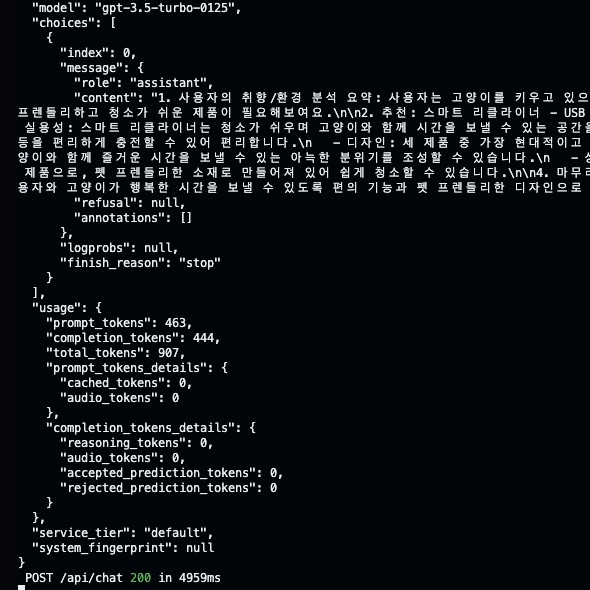 "model": "gpt-3.5-turbo-0125",
"choices": [
{
"index": 0,
"message": {
"role": "assistant",
"content": "1. 사용자의 취향/환경 분석 요약: 사용자는 고양이를 키우고 있으
프렌들리하고 청소가 쉬운 제품이 필요해보여요.\n\n2. 추천: 스마트 리클라이너 - USB
실용성: 스마트 리클라이너는 청소가 쉬우며 고양이와 함께 시간을 보낼 수 있는 공간을
등을 편리하게 충전할 수 있어 편리합니다.\n   - 디자인: 세 제품 중 가장 현대적이고
양이와 함께 즐거운 시간을 보낼 수 있는 아늑한 분위기를 조성할 수 있습니다.\n   -
제품으로, 펫 프렌들리한 소재로 만들어져 있어 쉽게 청소할 수 있습니다.\n\n4. 마무리
용자와 고양이가 행복한 시간을 보낼 수 있도록 편의 기능과 펫 프렌들리한 디자인으로
"refusal": null,
"annotations": []
},
"logprobs": null,
"finish_reason": "stop"
}
],
"usage": {
"prompt_tokens": 463,
"completion_tokens": 444,
"total_tokens": 907,
"prompt_tokens_details": {
"cached_tokens": 0,
"audio_tokens": 0
},
"completion_tokens_details": {
"reasoning_tokens": 0,
"audio_tokens": 0,
"accepted_prediction_tokens": 0,
"rejected_prediction_tokens": 0
}
},
"service_tier": "default",
"system_fingerprint": null
}
POST /api/chat 200 in 4959ms